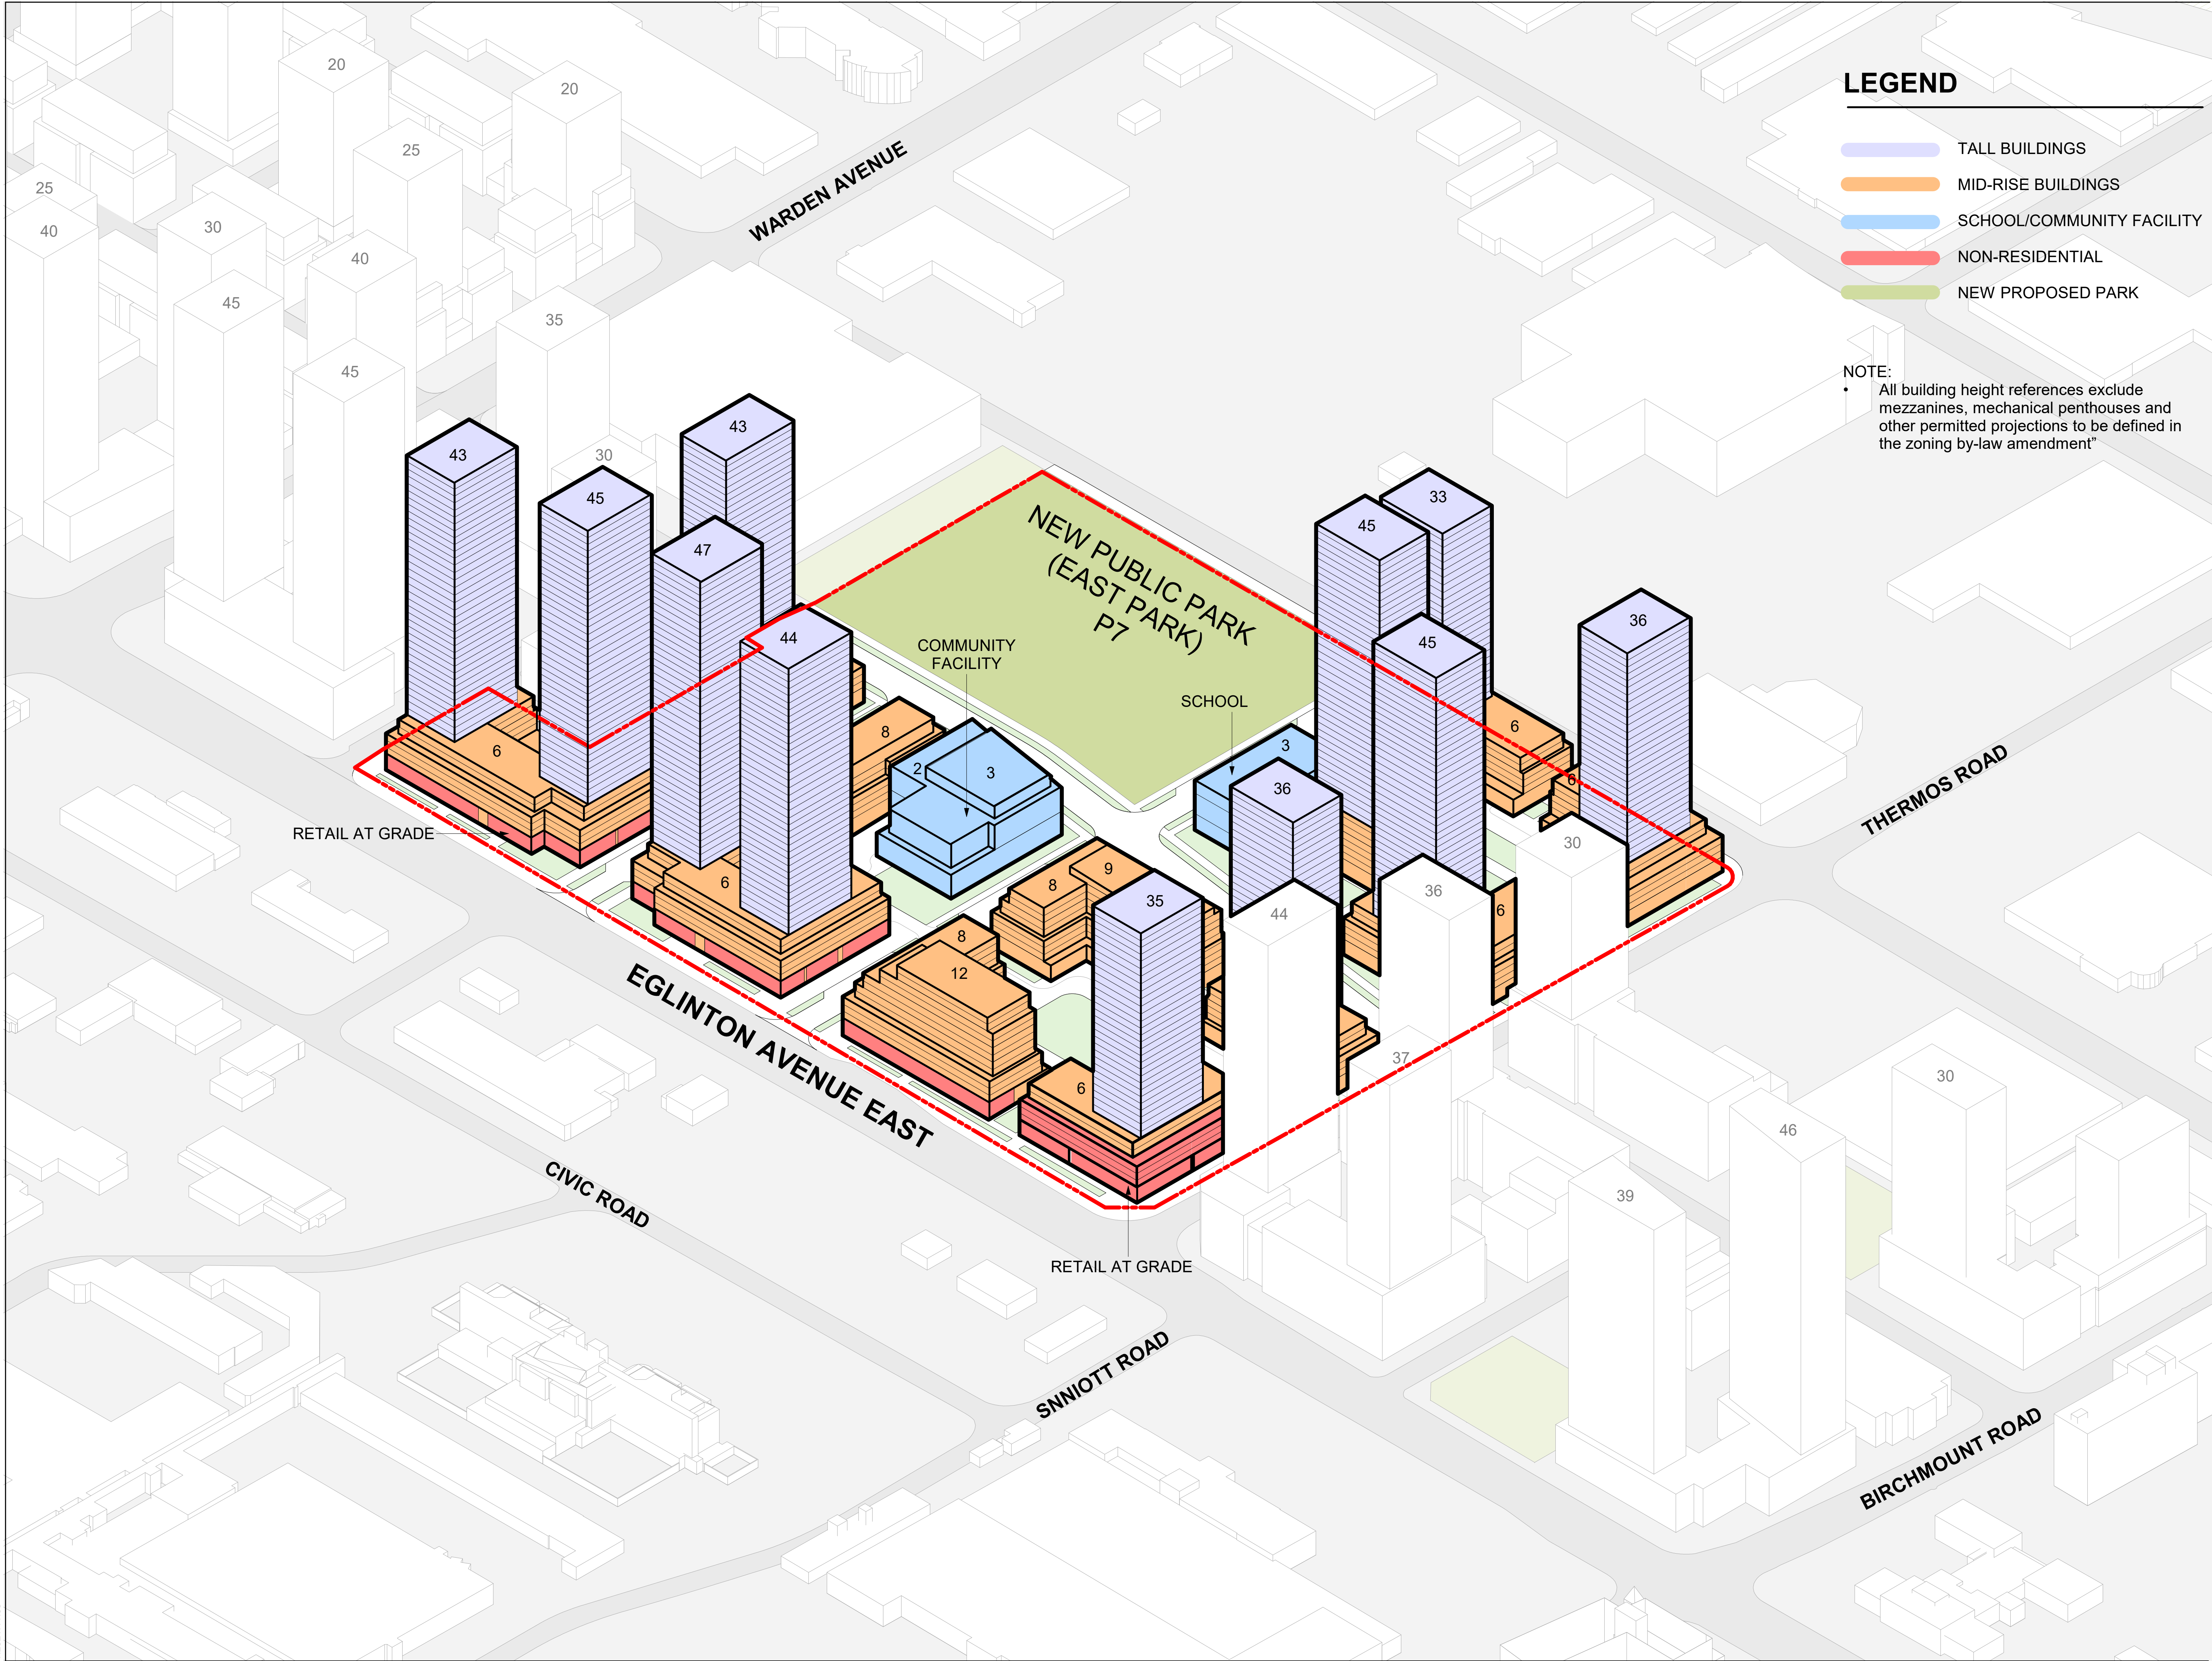 LEGEND
TALL BUILDINGS
MID-RISE BUILDINGS
SCHOOL/COMMUNITY FACILITY
NON-RESIDENTIAL
NEW PROPOSED PARK
NOTE:
• All building height references exclude
mezzanines, mechanical penthouses and
other permitted projections to be defined in
the zoning by-law amendment”
20
20
25
25
40
30
40
45
35
45
30
WARDEN AVENUE
43
43
45
47
44
NEW PUBLIC PARK
(EAST PARK)
P7
COMMUNITY
FACILITY
SCHOOL
33
45
45
36
36
6
6
3
8
2
3
6
RETAIL AT GRADE
6
THERMOS ROAD
30
36
44
6
9
8
35
8
12
6
EGLINTON AVENUE EAST
37
30
46
39
CIVIC ROAD
RETAIL AT GRADE
SNNIOTT ROAD
BIRCHMOUNT ROAD